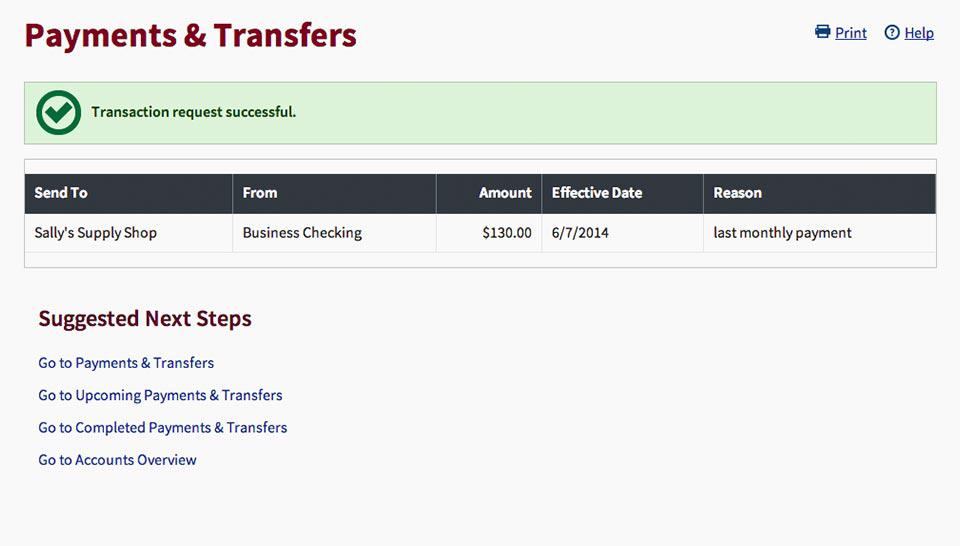 Payments & Transfers
Print Help
Transaction request successful.
Send To From Amount Effective Date Reason
Sally's Supply Shop Business Checking $130.00 6/7/2014 last monthly payment
Suggested Next Steps
Go to Payments & Transfers
Go to Upcoming Payments & Transfers
Go to Completed Payments & Transfers
Go to Accounts Overview